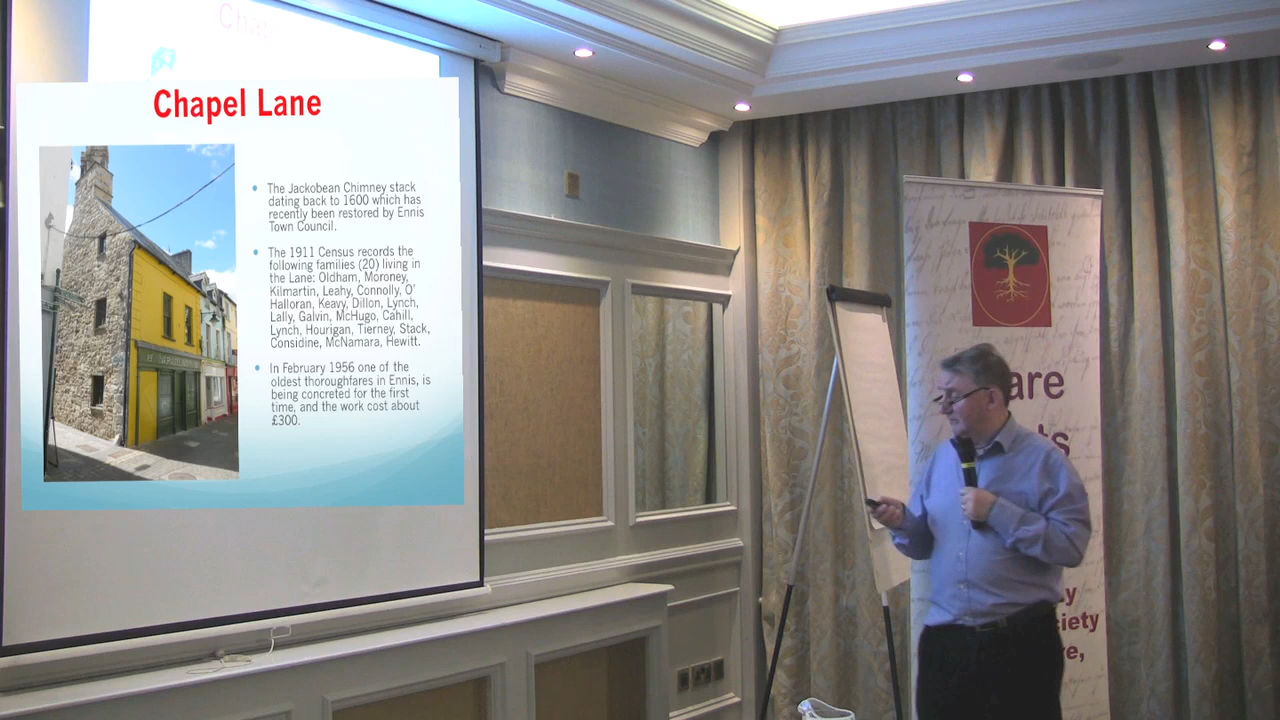 Chapel Lane
The Jackobean Chimney stack
dating back to 1600 which has
recently been restored by Ennis
Town Council.
The 1911 Census records the
following families (20) living in
the Lane: Oldham, Moroney,
Kilmartin, Leahy, Connolly, O'
Halloran, Keavy, Dillon, Lynch,
Lally, Galvin, McHugo, Cahill,
Lynch, Hourigan, Tierney, Stack,
Considine, McNamara, Hewitt.
In February 1956 one of the
oldest thoroughfares in Ennis, is
being concreted for the first
time, and the work cost about
£300.
are
ts
y
iety
e,